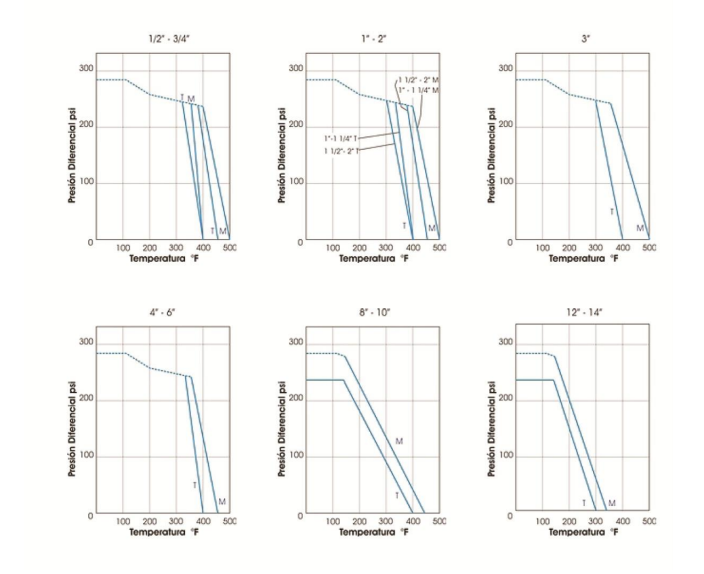 1/2" - 3/4"
300
200
100
0
Presión Diferencial psi
T M
T M
100 200 300 400 500
Temperatura °F
1" - 2"
300
200
100
0
Presión Diferencial psi
1 1/2" - 2" M
1" - 1 1/4" M
1"-1 1/4" T
1 1/2"- 2" T
T M
100 200 300 400 500
Temperatura °F
3"
300
200
100
0
Presión Diferencial psi
T
M
100 200 300 400 500
Temperatura °F
4" - 6"
300
200
100
0
Presión Diferencial psi
T
M
100 200 300 400 500
Temperatura °F
8" - 10"
300
200
100
0
Presión Diferencial psi
M
T
100 200 300 400 500
Temperatura °F
12" - 14"
300
200
100
0
Presión Diferencial psi
T M
100 200 300 400 500
Temperatura °F